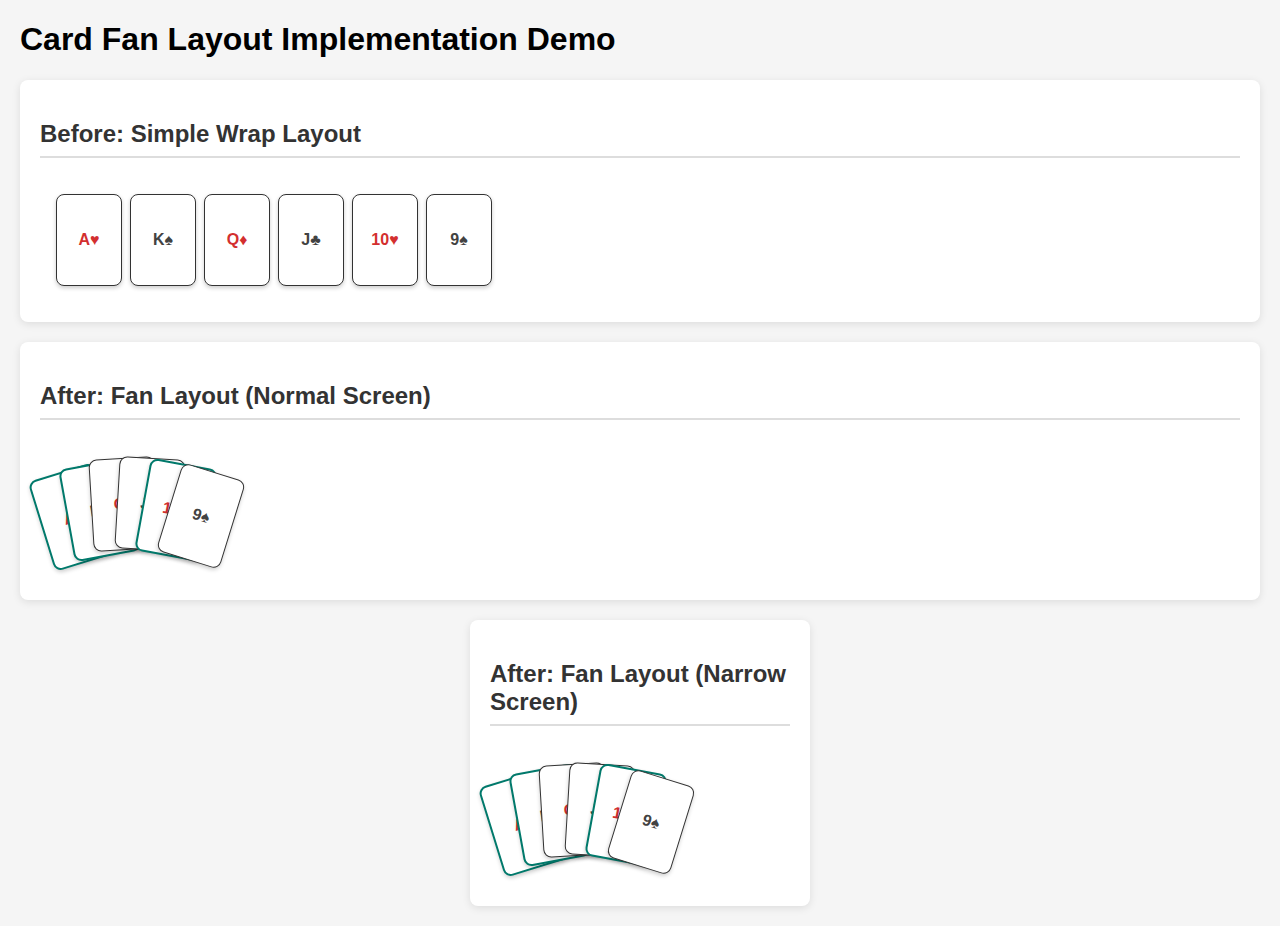 Card Fan Layout Implementation Demo
Before: Simple Wrap Layout
A♥ K♠ Q♦ J♣ 10♥ 9♠
After: Fan Layout (Normal Screen)
9♠
After: Fan Layout (Narrow
Screen)
9♠